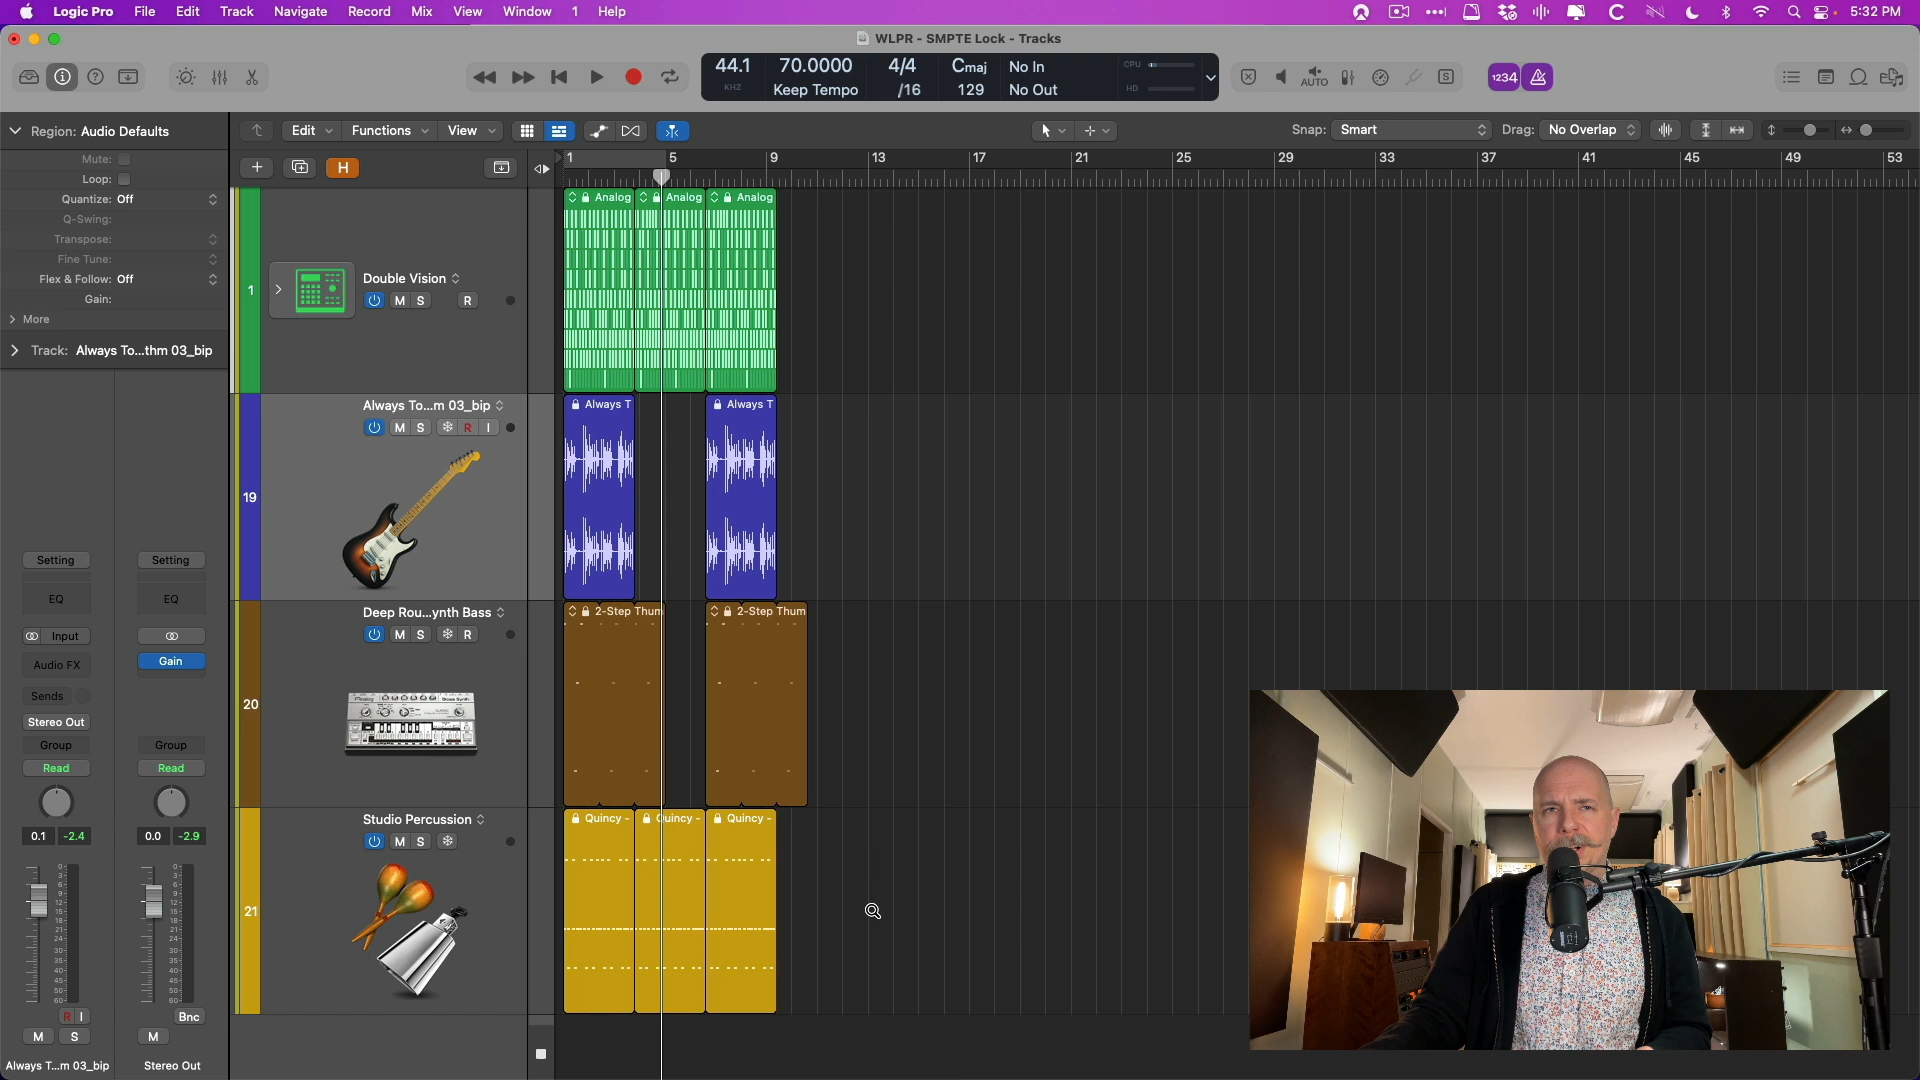 Logic Pro File Edit Track Navigate Record Mix View Window 1 Help 5:32 PM
WLPR - SMPTE Lock - Tracks
44.1 70.0000 4/4 Cmaj No In CPU
KHZ Keep Tempo /16 129 No Out HD
AUTO S 1234
Region: Audio Defaults
Edit Functions View
Snap: Smart Drag: No Overlap
Mute:
Loop:
Quantize: Off
Q-Swing:
Transpose:
Fine Tune:
Flex & Follow: Off
Gain:
More
Track: Always To...thm 03_bip
H
1 5 9 13 17 21 25 29 33 37 41 45 49 53
1
Double Vision
M S R
Analog
Analog
Analog
19
Always To...m 03_bip
M S R I
Always T
Always T
20
Deep Rou...ynth Bass
M S R
2-Step Thum
2-Step Thum
21
Studio Percussion
M S
Quincy -
Quincy -
Quincy -
Setting Setting
EQ EQ
Input
Audio FX Gain
Sends
Stereo Out
Group Group
Read Read
0.1 -2.4 0.0 -2.9
R I Bnc
M S M
Always T...m 03_bip Stereo Out